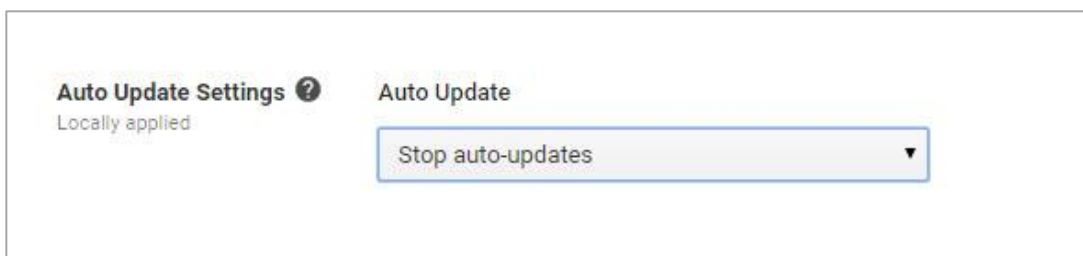 Auto Update Settings
Auto Update
Locally applied
Stop auto-updates